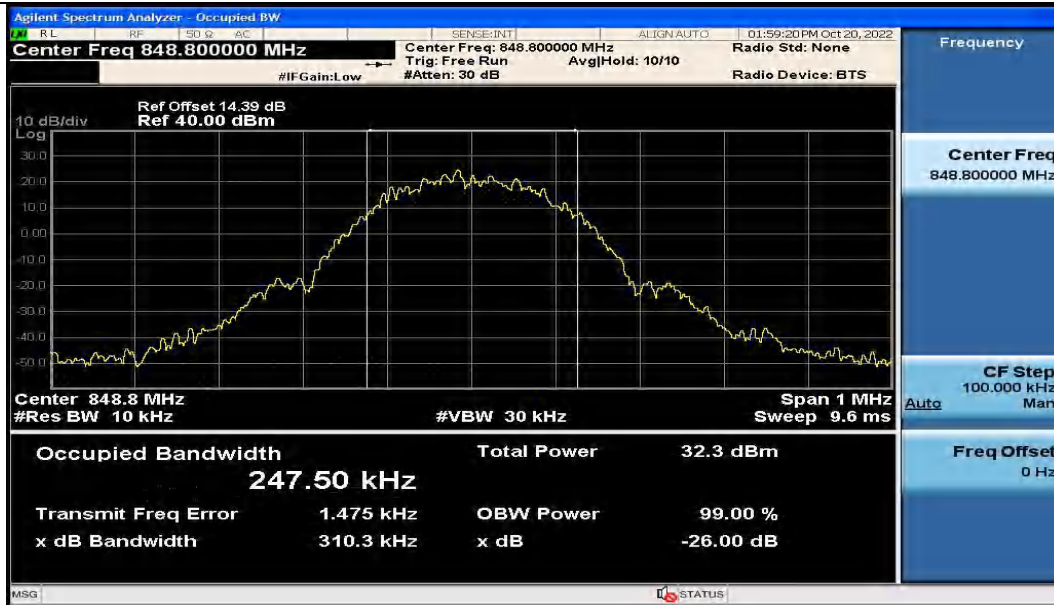 Agilent Spectrum Analyzer - Occupied BW
RL RF 50 Ω AC SENSE:INT ALIGN AUTO 01:59:20 PM Oct 20, 2022
Center Freq 848.800000 MHz
Center Freq: 848.800000 MHz
Radio Std: None
Trig: Free Run Avg|Hold: 10/10
#IFGain:Low
#Atten: 30 dB
Radio Device: BTS
Ref Offset 14.39 dB
10 dB/div Ref 40.00 dBm
Log
30.0
20.0
10.0
0.00
-10.0
-20.0
-30.0
-40.0
-50.0
Center 848.8 MHz Span 1 MHz
#Res BW 10 kHz #VBW 30 kHz Sweep 9.6 ms
Occupied Bandwidth Total Power 32.3 dBm
247.50 kHz
Transmit Freq Error 1.475 kHz OBW Power 99.00 %
x dB Bandwidth 310.3 kHz x dB -26.00 dB
MSG STATUS
Frequency
Center Freq
848.800000 MHz
CF Step
100.000 kHz
Auto Man
Freq Offset
0 Hz